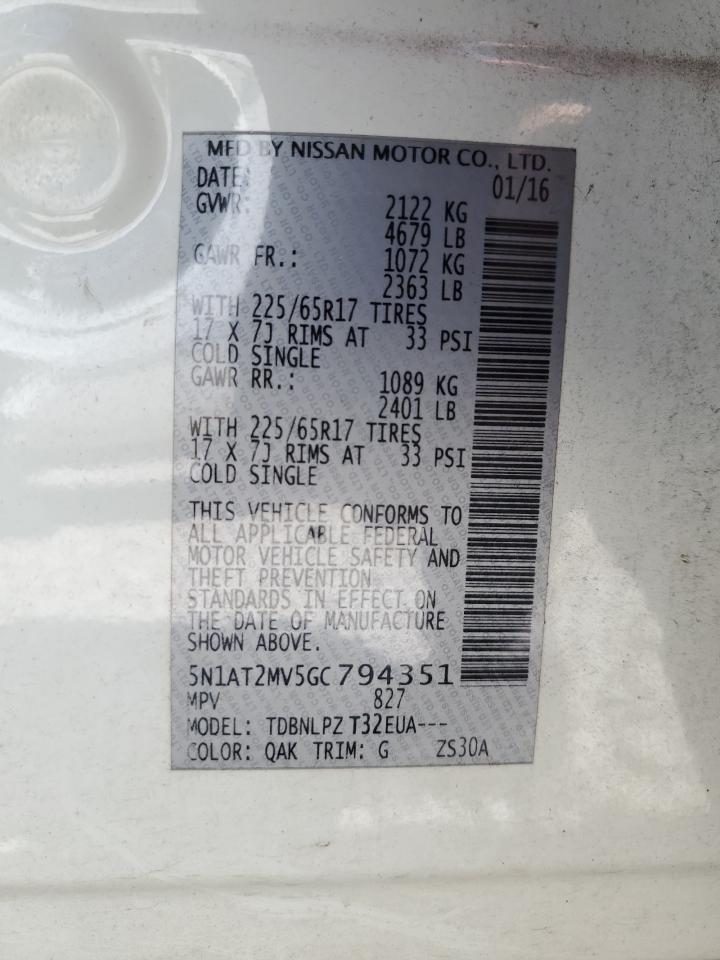 MFD BY NISSAN MOTOR CO., LTD.
DATE: 01/16
GVWR: 2122 KG
4679 LB
GAWR FR.: 1072 KG
2363 LB
WITH 225/65R17 TIRES
17 X 7J RIMS AT 33 PSI
COLD SINGLE
GAWR RR.: 1089 KG
2401 LB
WITH 225/65R17 TIRES
17 X 7J RIMS AT 33 PSI
COLD SINGLE
THIS VEHICLE CONFORMS TO
ALL APPLICABLE FEDERAL
MOTOR VEHICLE SAFETY AND
THEFT PREVENTION
STANDARDS IN EFFECT ON
THE DATE OF MANUFACTURE
SHOWN ABOVE.
5N1AT2MV5GC794351
MPV 827
MODEL: TDBNLPZ T32EUA---
COLOR: QAK TRIM: G ZS30A